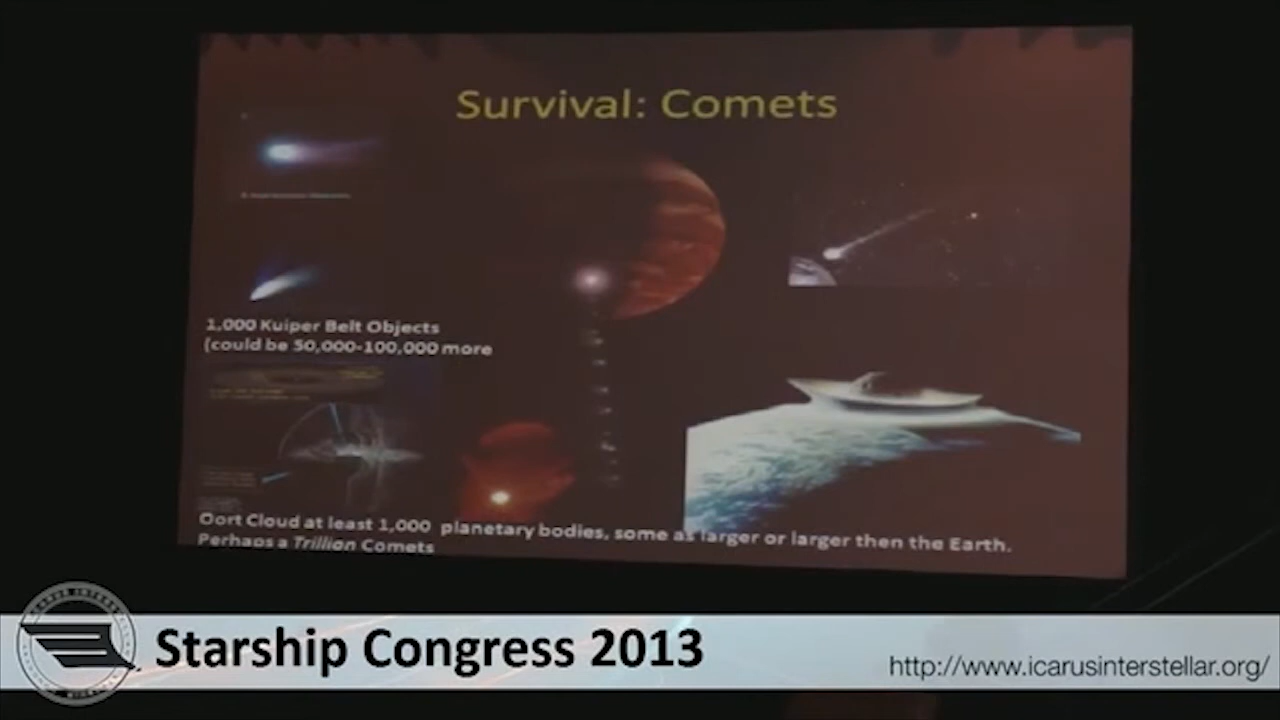 Survival: Comets
1,000 Kuiper Belt Objects
(could be 50,000-100,000 more
Oort Cloud at least 1,000 planetary bodies, some as larger or larger then the Earth.
Perhaps a Trillion Comets
Starship Congress 2013
http://www.icarusinterstellar.org/